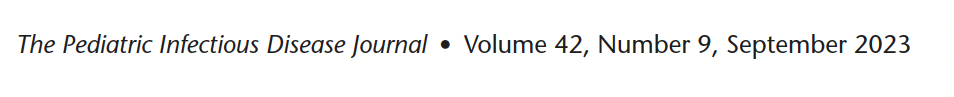 The Pediatric Infectious Disease Journal • Volume 42, Number 9, September 2023